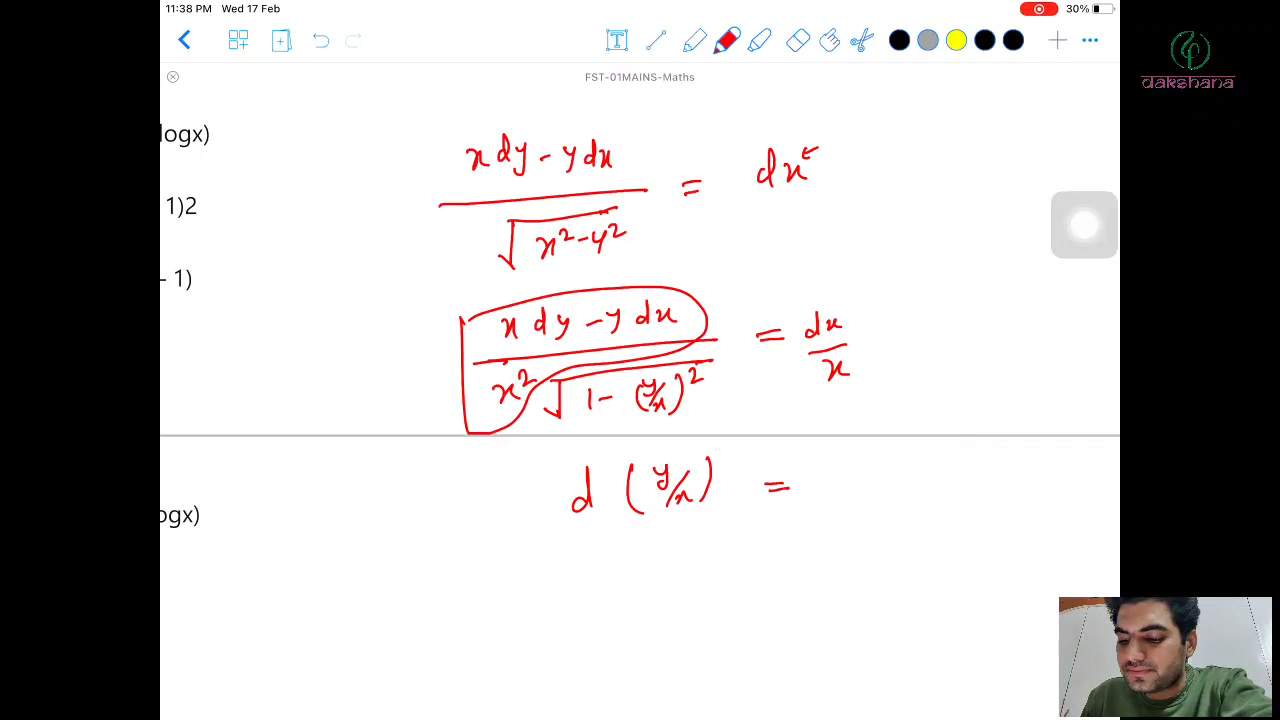 11:38 PM Wed 17 Feb
30%
dakshana
FST-01MAINS-Maths
logx)
x dy - y dx
= dx
1)2
√x²-y²
- 1)
x dy - y dx
= dx/x
x² √1 - (y/x)²
d (y/x) =
ogx)